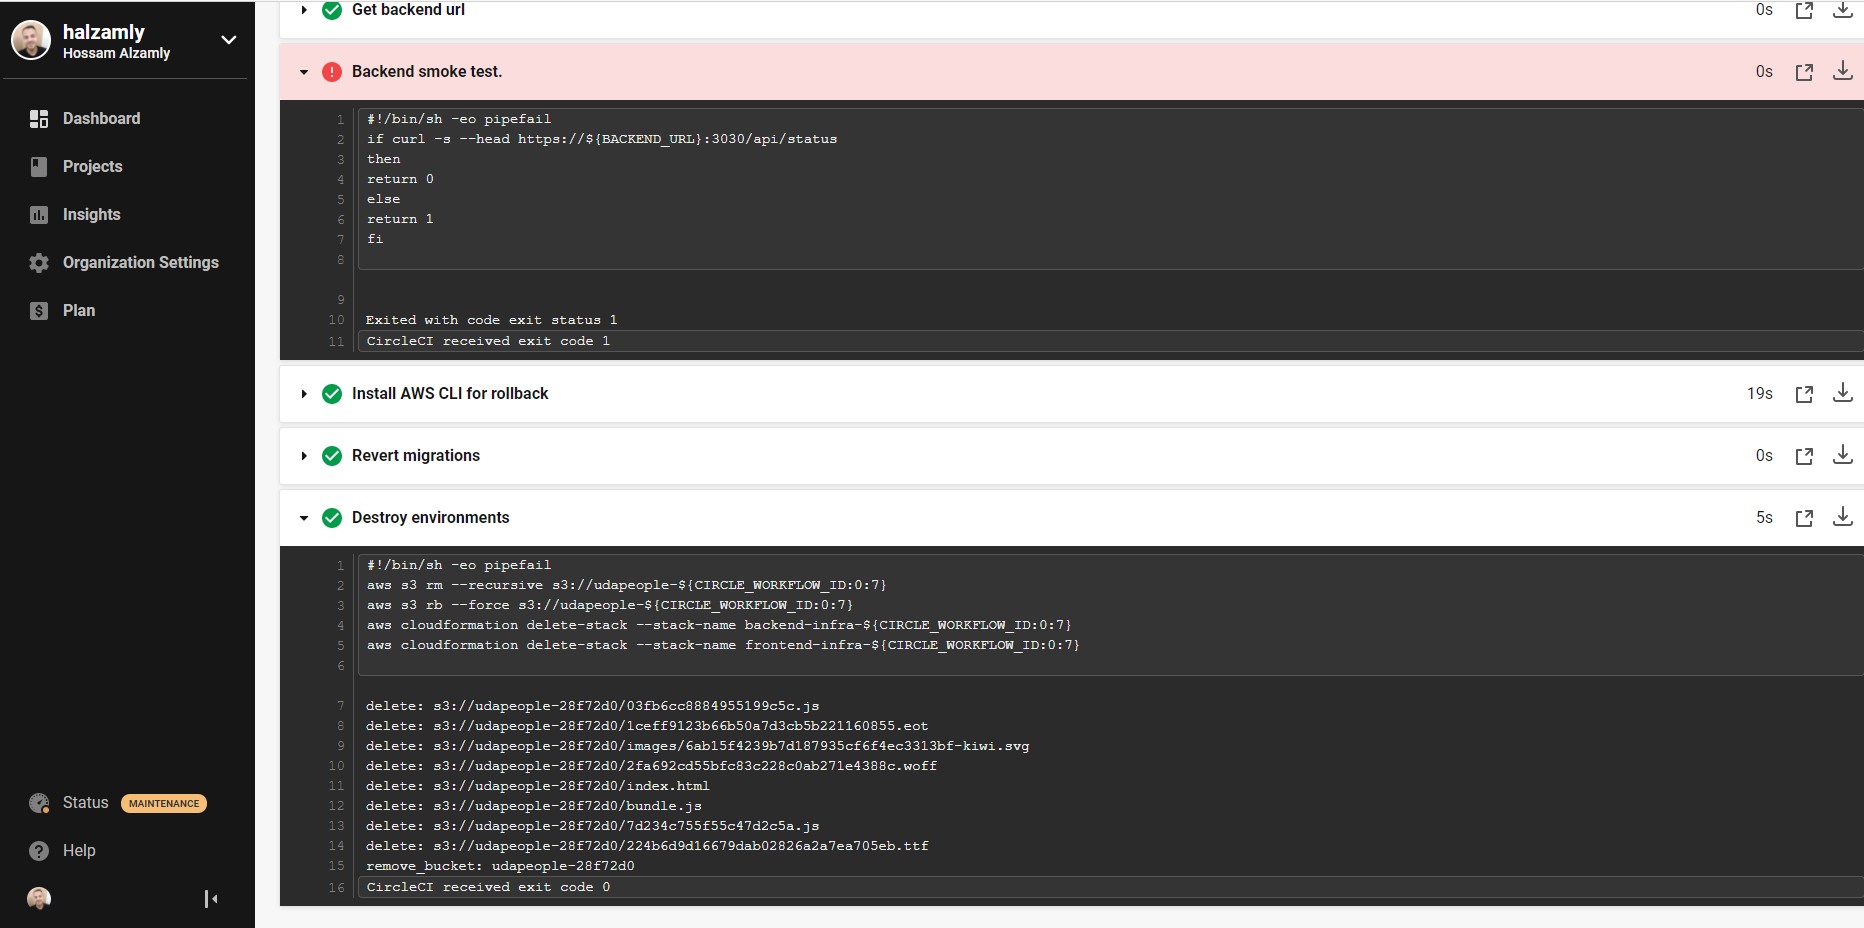 halzamly
Hossam Alzamly
Dashboard
Projects
Insights
Organization Settings
Plan
Status MAINTENANCE
Help
Get backend url 0s
Backend smoke test. 0s
1 #!/bin/sh -eo pipefail
2 if curl -s --head https://${BACKEND_URL}:3030/api/status
3 then
4 return 0
5 else
6 return 1
7 fi
8
9
10 Exited with code exit status 1
11 CircleCI received exit code 1
Install AWS CLI for rollback 19s
Revert migrations 0s
Destroy environments 5s
1 #!/bin/sh -eo pipefail
2 aws s3 rm --recursive s3://udapeople-${CIRCLE_WORKFLOW_ID:0:7}
3 aws s3 rb --force s3://udapeople-${CIRCLE_WORKFLOW_ID:0:7}
4 aws cloudformation delete-stack --stack-name backend-infra-${CIRCLE_WORKFLOW_ID:0:7}
5 aws cloudformation delete-stack --stack-name frontend-infra-${CIRCLE_WORKFLOW_ID:0:7}
6
7 delete: s3://udapeople-28f72d0/03fb6cc8884955199c5c.js
8 delete: s3://udapeople-28f72d0/1ceff9123b66b50a7d3cb5b221160855.eot
9 delete: s3://udapeople-28f72d0/images/6ab15f4239b7d187935cf6f4ec3313bf-kiwi.svg
10 delete: s3://udapeople-28f72d0/2fa692cd55bfc83c228c0ab271e4388c.woff
11 delete: s3://udapeople-28f72d0/index.html
12 delete: s3://udapeople-28f72d0/bundle.js
13 delete: s3://udapeople-28f72d0/7d234c755f55c47d2c5a.js
14 delete: s3://udapeople-28f72d0/224b6d9d16679dab02826a2a7ea705eb.ttf
15 remove_bucket: udapeople-28f72d0
16 CircleCI received exit code 0